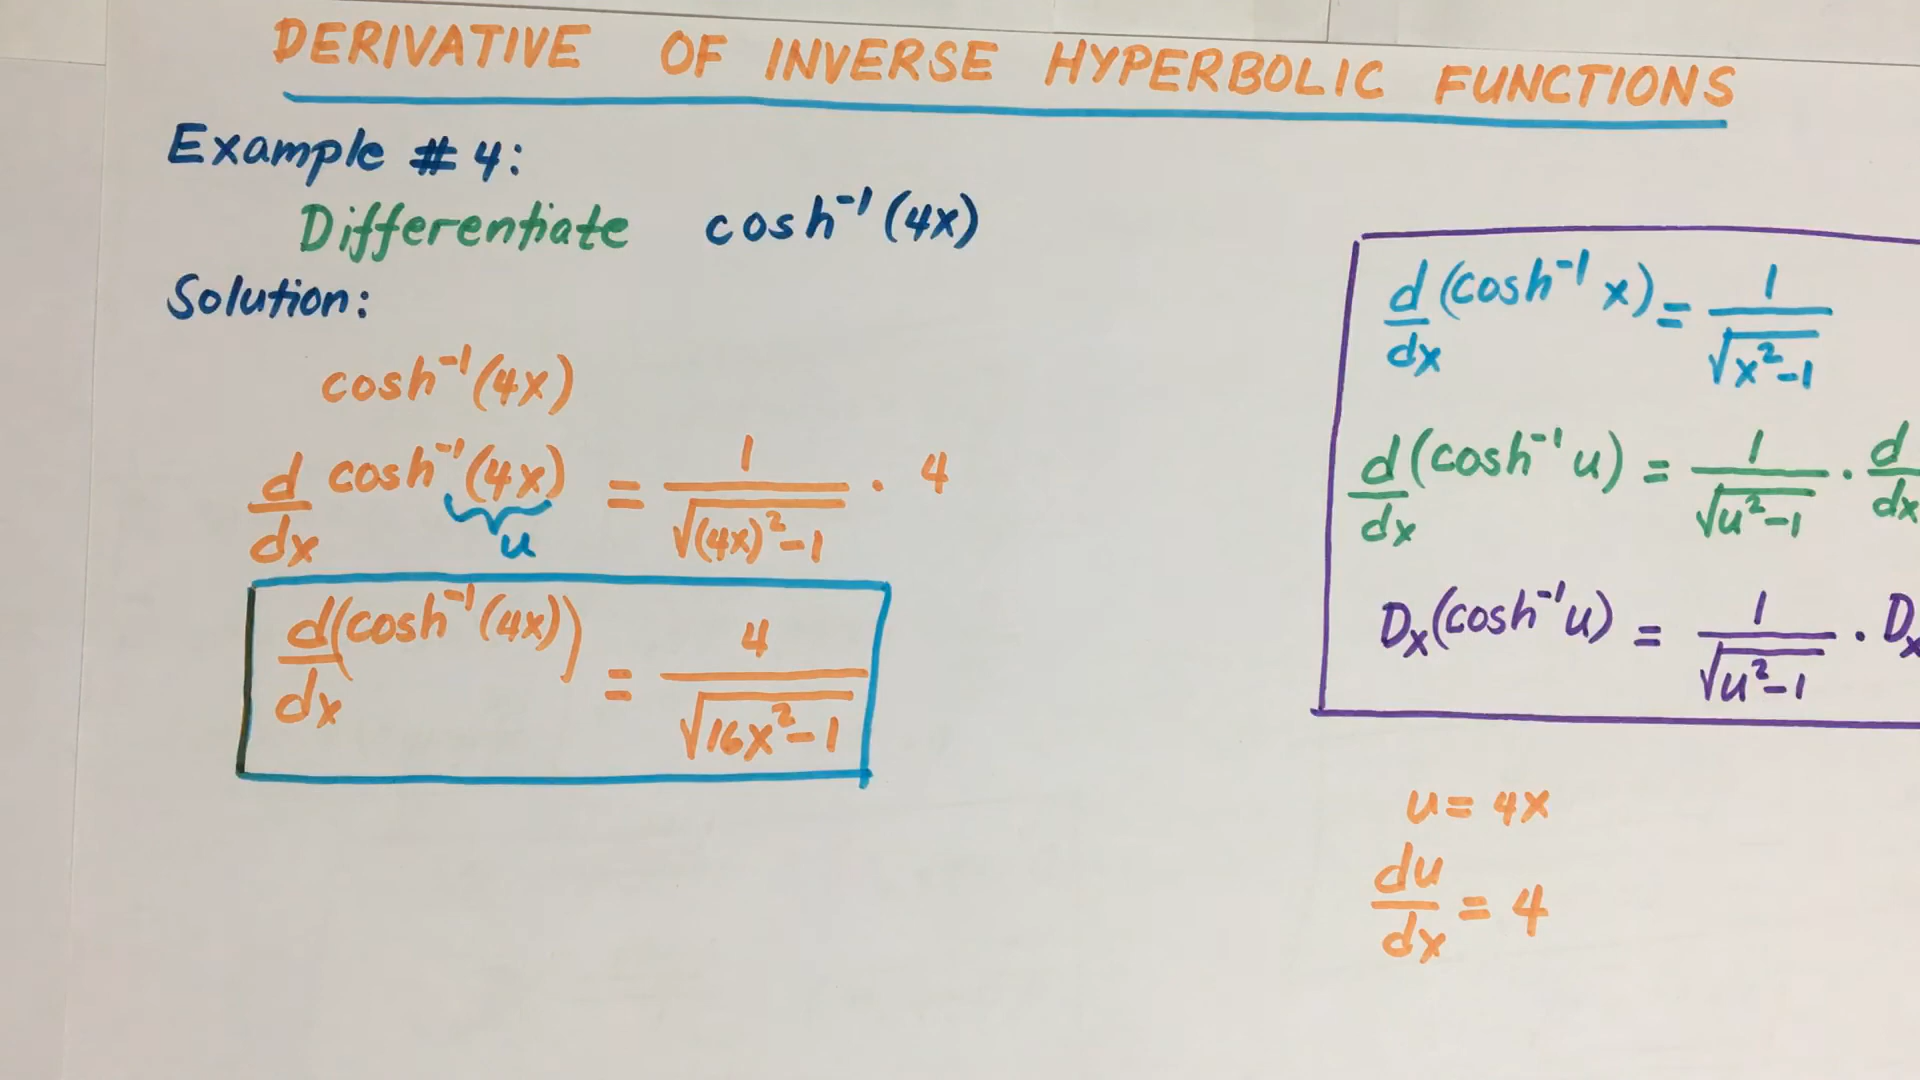 DERIVATIVE OF INVERSE HYPERBOLIC FUNCTIONS
Example # 4:
Differentiate cosh⁻¹(4x)
Solution:
cosh⁻¹(4x)
d/dx cosh⁻¹(4x) = 1/√((4x)²-1) · 4
u
d/dx (cosh⁻¹(4x)) = 4/√(16x²-1)
d/dx (cosh⁻¹ x) = 1/√(x²-1)
d/dx (cosh⁻¹ u) = 1/√(u²-1) · d/dx
Dx(cosh⁻¹u) = 1/√(u²-1) · Dx
u = 4x
du/dx = 4